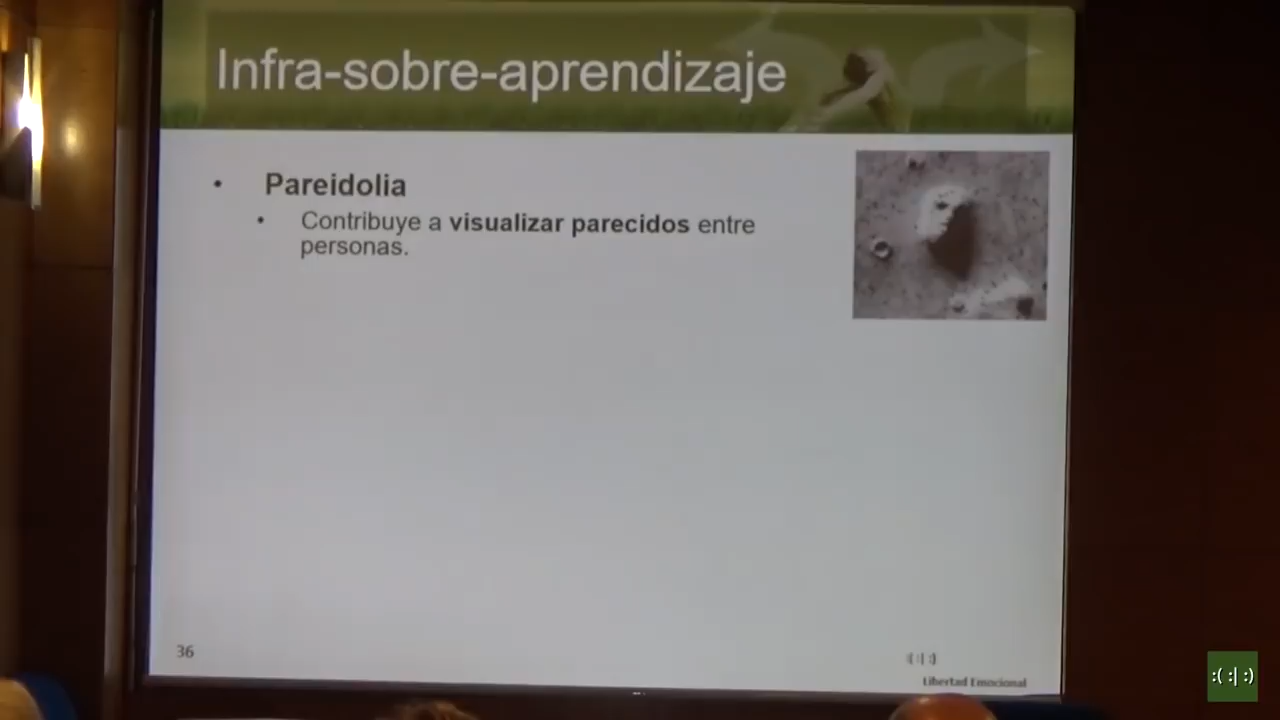 Infra-sobre-aprendizaje
• Pareidolia
• Contribuye a visualizar parecidos entre
personas.
36
:( :| :)
Libertad Emocional
:( :| :)